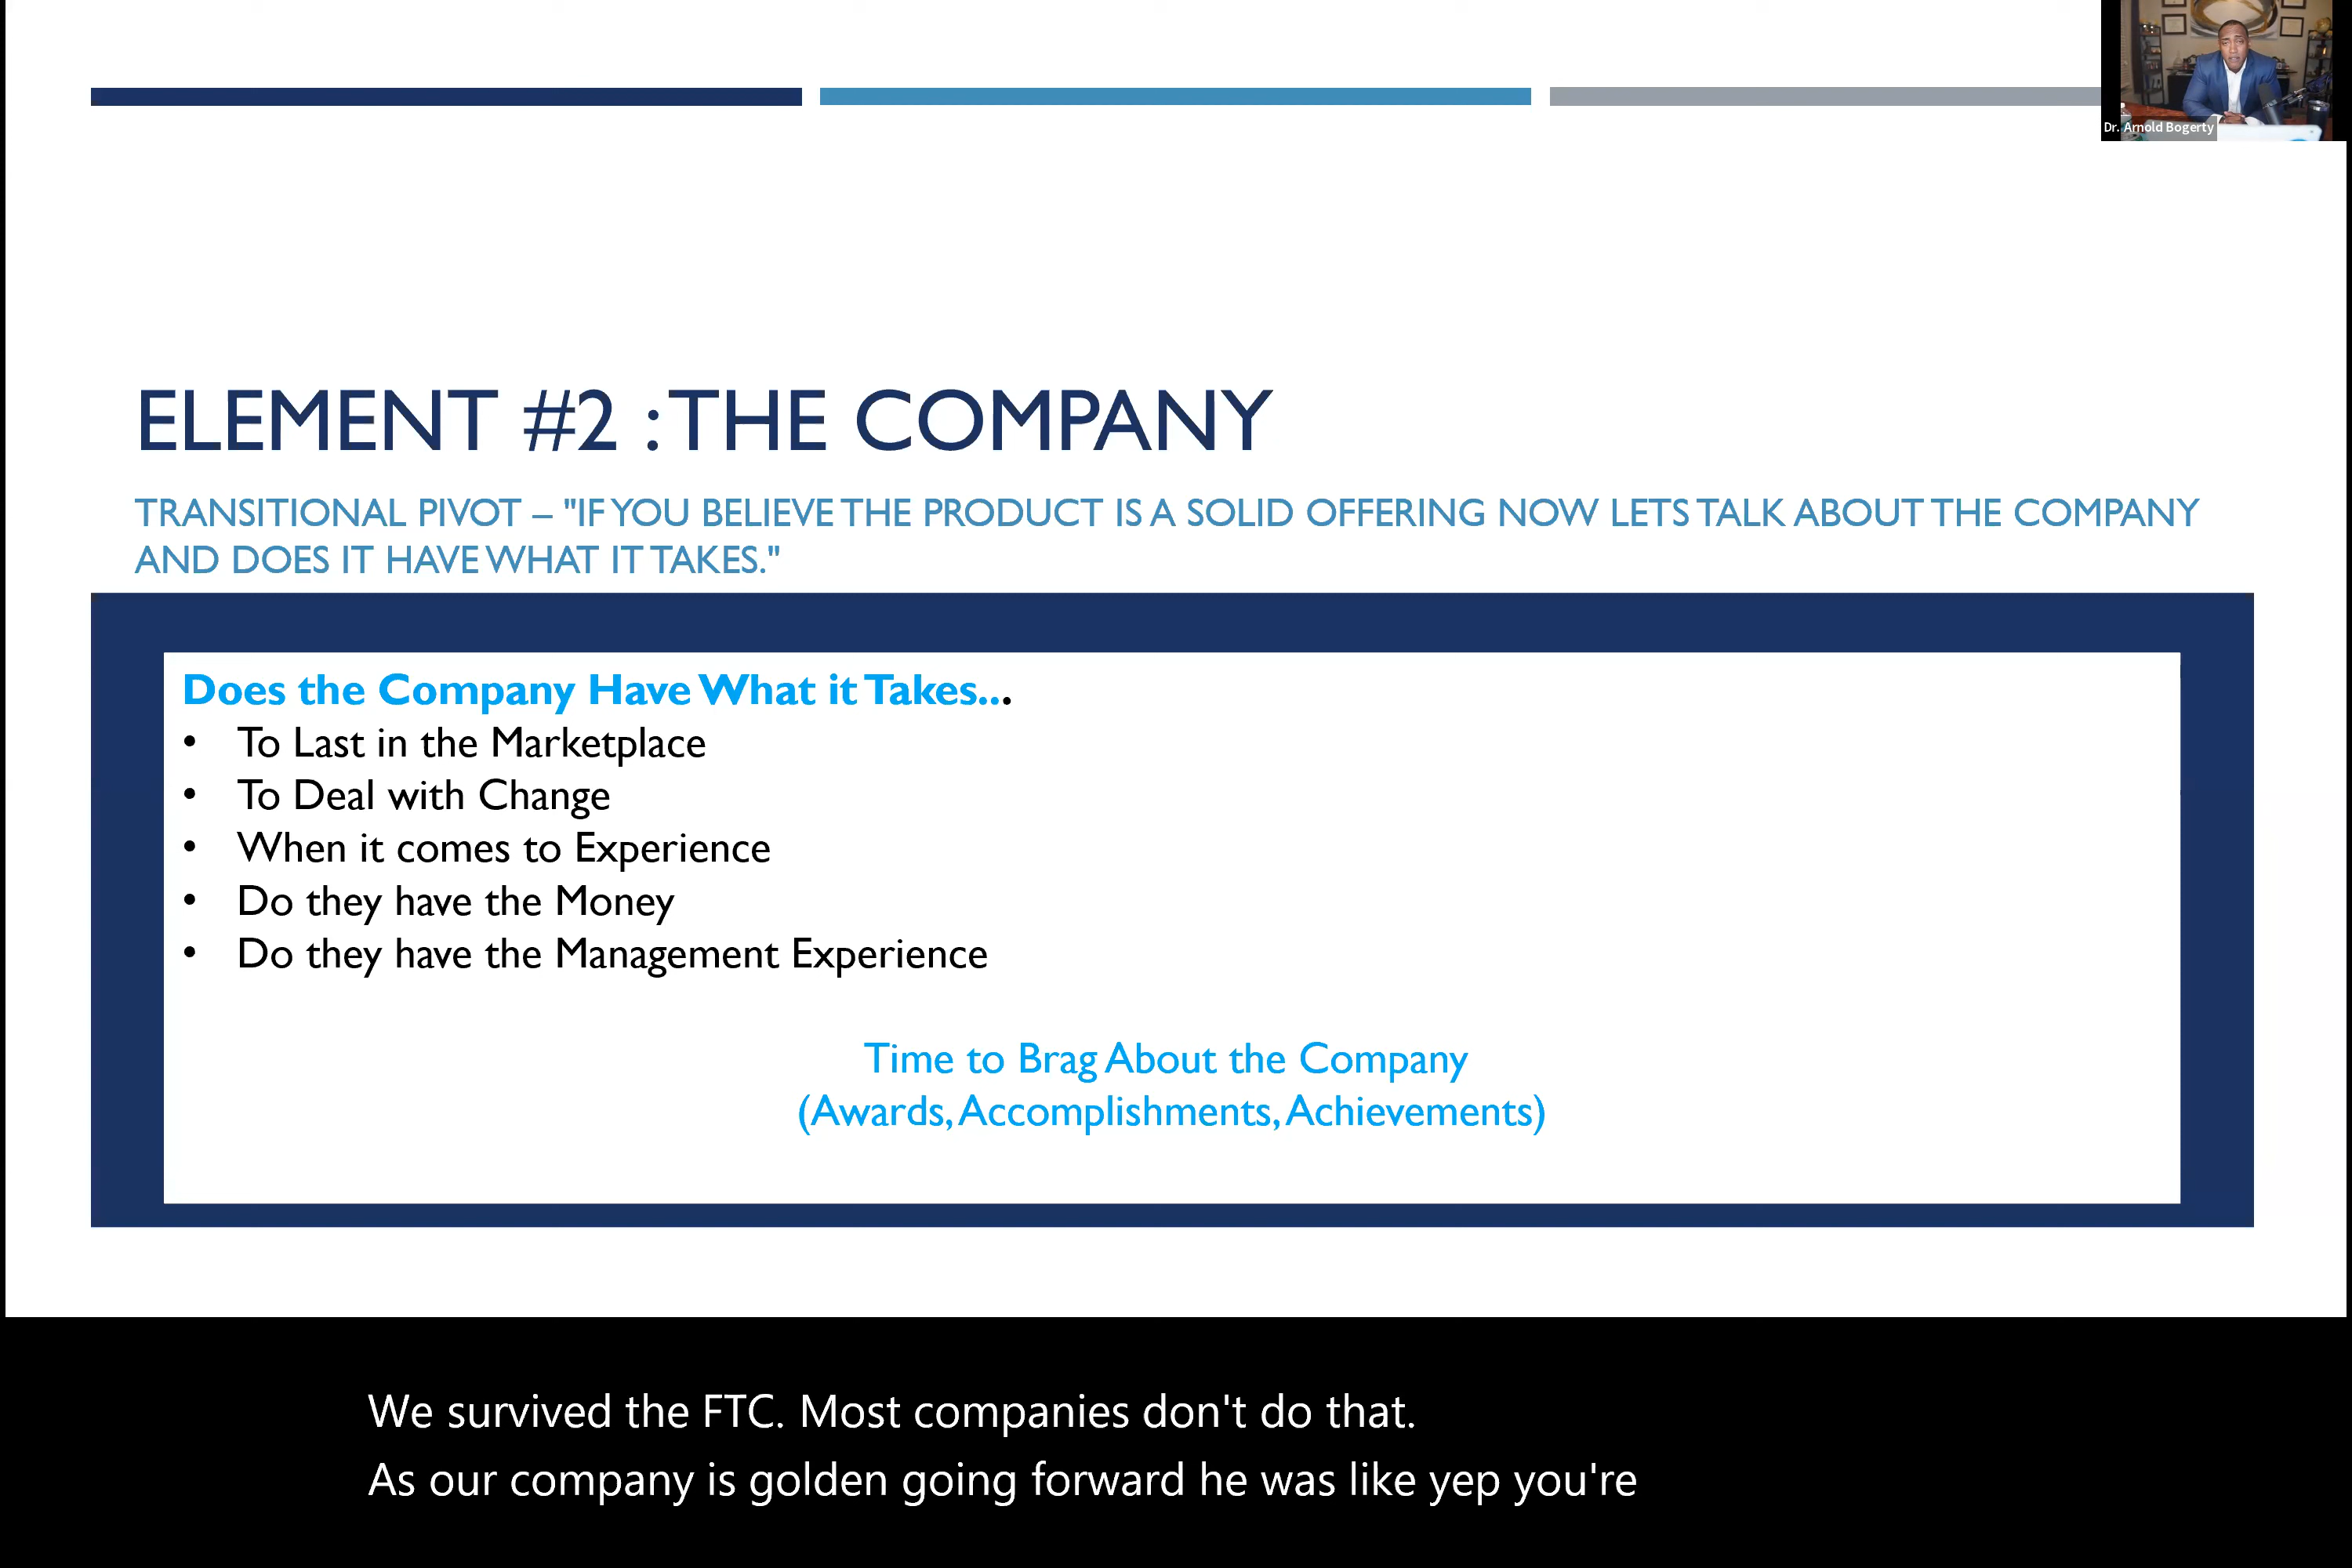 Dr. Arnold Bogerty
ELEMENT #2 : THE COMPANY
TRANSITIONAL PIVOT – "IF YOU BELIEVE THE PRODUCT IS A SOLID OFFERING NOW LETS TALK ABOUT THE COMPANY
AND DOES IT HAVE WHAT IT TAKES."
Does the Company Have What it Takes...
• To Last in the Marketplace
• To Deal with Change
• When it comes to Experience
• Do they have the Money
• Do they have the Management Experience
Time to Brag About the Company
(Awards, Accomplishments, Achievements)
We survived the FTC. Most companies don't do that.
As our company is golden going forward he was like yep you're